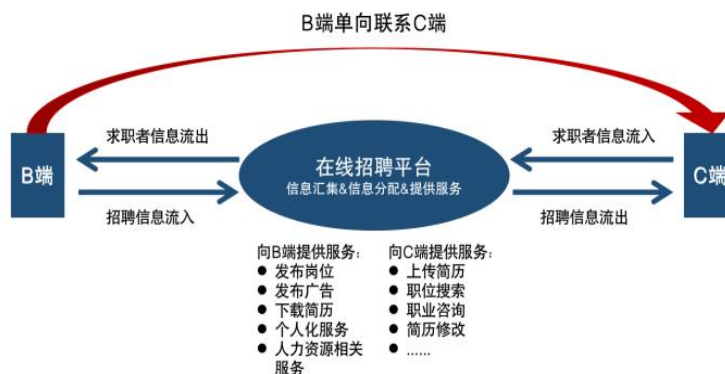 B端单向联系C端
求职者信息流出
求职者信息流入
B端
在线招聘平台
信息汇集&信息分配&提供服务
C端
招聘信息流入
招聘信息流出
向B端提供服务：
● 发布岗位
● 发布广告
● 下载简历
● 个人化服务
● 人力资源相关
服务
向C端提供服务：
● 上传简历
● 职位搜索
● 职业咨询
● 简历修改
● ......